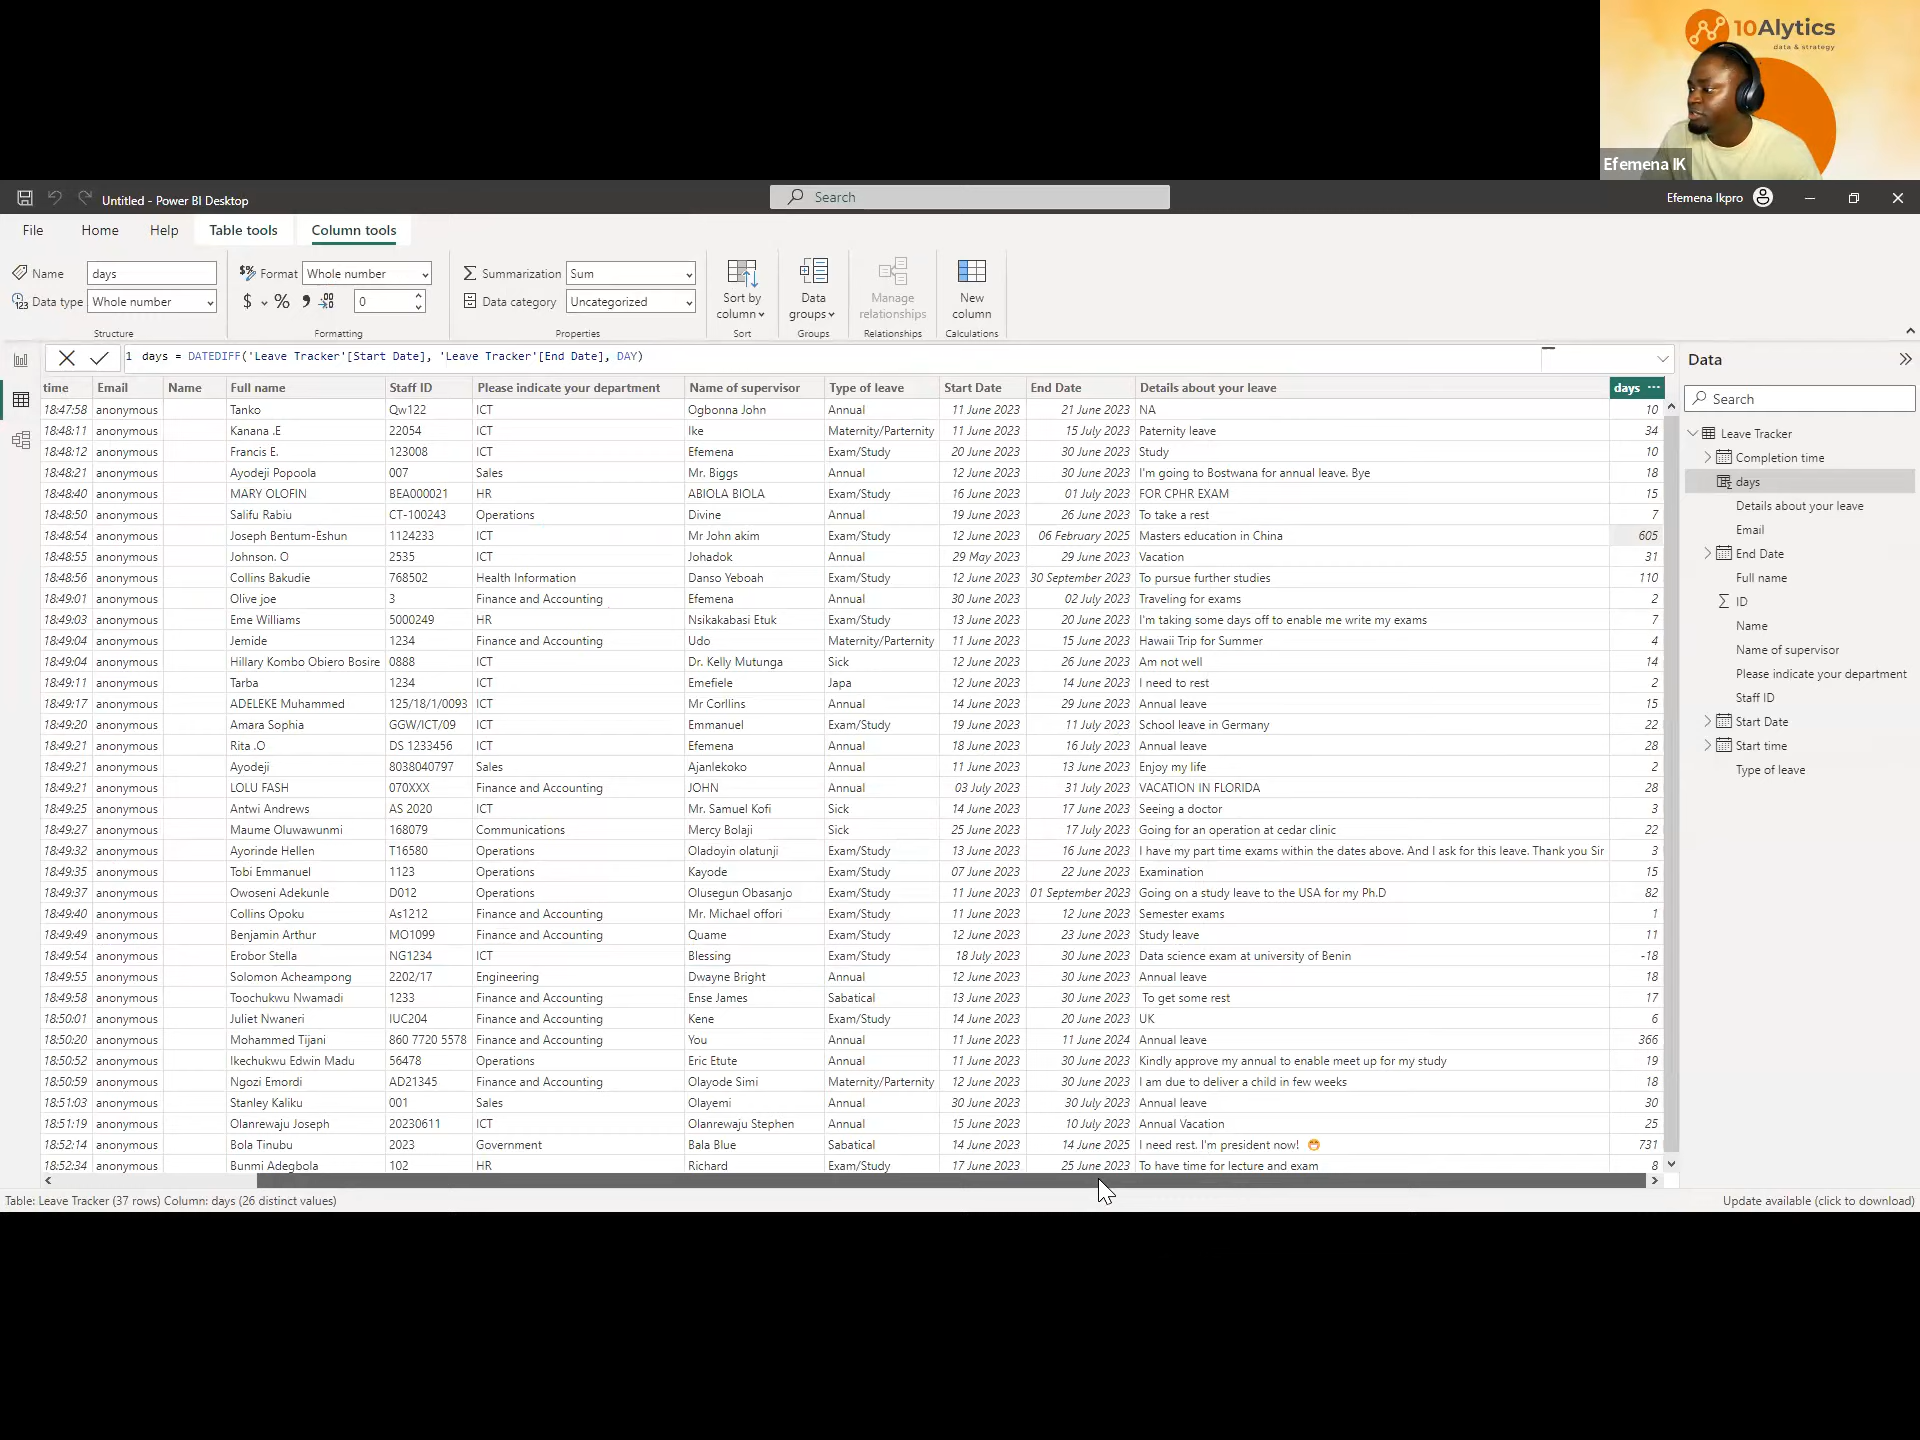 10Alytics
data & strategy
Efemena IK
Untitled - Power BI Desktop
Search
Efemena Ikpro
File Home Help Table tools Column tools
Name days
Format Whole number
Summarization Sum
Data type Whole number
$ % 0
Data category Uncategorized
Sort by column
Data groups
Manage relationships
New column
Structure Formatting Properties Sort Groups Relationships Calculations
1 days = DATEDIFF('Leave Tracker'[Start Date], 'Leave Tracker'[End Date], DAY)
time Email Name Full name Staff ID Please indicate your department Name of supervisor Type of leave Start Date End Date Details about your leave days ...
18:47:58 anonymous Tanko Qw122 ICT Ogbonna John Annual 11 June 2023 21 June 2023 NA 10
18:48:11 anonymous Kanana .E 22054 ICT Ike Maternity/Parternity 11 June 2023 15 July 2023 Paternity leave 34
18:48:12 anonymous Francis E. 123008 ICT Efemena Exam/Study 20 June 2023 30 June 2023 Study 10
18:48:21 anonymous Ayodeji Popoola 007 Sales Mr. Biggs Annual 12 June 2023 30 June 2023 I'm going to Bostwana for annual leave. Bye 18
18:48:40 anonymous MARY OLOFIN BEA000021 HR ABIOLA BIOLA Exam/Study 16 June 2023 01 July 2023 FOR CPHR EXAM 15
18:48:50 anonymous Salifu Rabiu CT-100243 Operations Divine Annual 19 June 2023 26 June 2023 To take a rest 7
18:48:54 anonymous Joseph Bentum-Eshun 1124233 ICT Mr John akim Exam/Study 12 June 2023 06 February 2025 Masters education in China 605
18:48:55 anonymous Johnson. O 2535 ICT Johadok Annual 29 May 2023 29 June 2023 Vacation 31
18:48:56 anonymous Collins Bakudie 768502 Health Information Danso Yeboah Exam/Study 12 June 2023 30 September 2023 To pursue further studies 110
18:49:01 anonymous Olive joe 3 Finance and Accounting Efemena Annual 30 June 2023 02 July 2023 Traveling for exams 2
18:49:03 anonymous Eme Williams 5000249 HR Nsikakabasi Etuk Exam/Study 13 June 2023 20 June 2023 I'm taking some days off to enable me write my exams 7
18:49:04 anonymous Jemide 1234 Finance and Accounting Udo Maternity/Parternity 11 June 2023 15 June 2023 Hawaii Trip for Summer 4
18:49:04 anonymous Hillary Kombo Obiero Bosire 0888 ICT Dr. Kelly Mutunga Sick 12 June 2023 26 June 2023 Am not well 14
18:49:11 anonymous Tarba 1234 ICT Emefiele Japa 12 June 2023 14 June 2023 I need to rest 2
18:49:17 anonymous ADELEKE Muhammed 125/18/1/0093 ICT Mr Corllins Annual 14 June 2023 29 June 2023 Annual leave 15
18:49:20 anonymous Amara Sophia GGW/ICT/09 ICT Emmanuel Exam/Study 19 June 2023 11 July 2023 School leave in Germany 22
18:49:21 anonymous Rita .O DS 1233456 ICT Efemena Annual 18 June 2023 16 July 2023 Annual leave 28
18:49:21 anonymous Ayodeji 8038040797 Sales Ajanlekoko Annual 11 June 2023 13 June 2023 Enjoy my life 2
18:49:21 anonymous LOLU FASH 070XXX Finance and Accounting JOHN Annual 03 July 2023 31 July 2023 VACATION IN FLORIDA 28
18:49:25 anonymous Antwi Andrews AS 2020 ICT Mr. Samuel Kofi Sick 14 June 2023 17 June 2023 Seeing a doctor 3
18:49:27 anonymous Maume Oluwawunmi 168079 Communications Mercy Bolaji Sick 25 June 2023 17 July 2023 Going for an operation at cedar clinic 22
18:49:32 anonymous Ayorinde Hellen T16580 Operations Oladoyin olatunji Exam/Study 13 June 2023 16 June 2023 I have my part time exams within the dates above. And I ask for this leave. Thank you Sir 3
18:49:35 anonymous Tobi Emmanuel 1123 Operations Kayode Exam/Study 07 June 2023 22 June 2023 Examination 15
18:49:37 anonymous Owoseni Adekunle D012 Operations Olusegun Obasanjo Exam/Study 11 June 2023 01 September 2023 Going on a study leave to the USA for my Ph.D 82
18:49:40 anonymous Collins Opoku As1212 Finance and Accounting Mr. Michael offori Exam/Study 11 June 2023 12 June 2023 Semester exams 1
18:49:49 anonymous Benjamin Arthur MO1099 Finance and Accounting Quame Exam/Study 12 June 2023 23 June 2023 Study leave 11
18:49:54 anonymous Erobor Stella NG1234 ICT Blessing Exam/Study 18 July 2023 30 June 2023 Data science exam at university of Benin -18
18:49:55 anonymous Solomon Acheampong 2202/17 Engineering Dwayne Bright Annual 12 June 2023 30 June 2023 Annual leave 18
18:49:58 anonymous Toochukwu Nwamadi 1233 Finance and Accounting Ense James Sabatical 13 June 2023 30 June 2023 To get some rest 17
18:50:01 anonymous Juliet Nwaneri IUC204 Finance and Accounting Kene Exam/Study 14 June 2023 20 June 2023 UK 6
18:50:20 anonymous Mohammed Tijani 860 7720 5578 Finance and Accounting You Annual 11 June 2023 11 June 2024 Annual leave 366
18:50:52 anonymous Ikechukwu Edwin Madu 56478 Operations Eric Etute Annual 11 June 2023 30 June 2023 Kindly approve my annual to enable meet up for my study 19
18:50:59 anonymous Ngozi Emordi AD21345 Finance and Accounting Olayode Simi Maternity/Parternity 12 June 2023 30 June 2023 I am due to deliver a child in few weeks 18
18:51:03 anonymous Stanley Kaliku 001 Sales Olayemi Annual 30 June 2023 30 July 2023 Annual leave 30
18:51:19 anonymous Olanrewaju Joseph 20230611 ICT Olanrewaju Stephen Annual 15 June 2023 10 July 2023 Annual Vacation 25
18:52:14 anonymous Bola Tinubu 2023 Government Bala Blue Sabatical 14 June 2023 14 June 2025 I need rest. I'm president now! 731
18:52:34 anonymous Bunmi Adegbola 102 HR Richard Exam/Study 17 June 2023 25 June 2023 To have time for lecture and exam 8
Table: Leave Tracker (37 rows) Column: days (26 distinct values)
Update available (click to download)
Data
Search
Leave Tracker
Completion time
days
Details about your leave
Email
End Date
Full name
ID
Name
Name of supervisor
Please indicate your department
Staff ID
Start Date
Start time
Type of leave